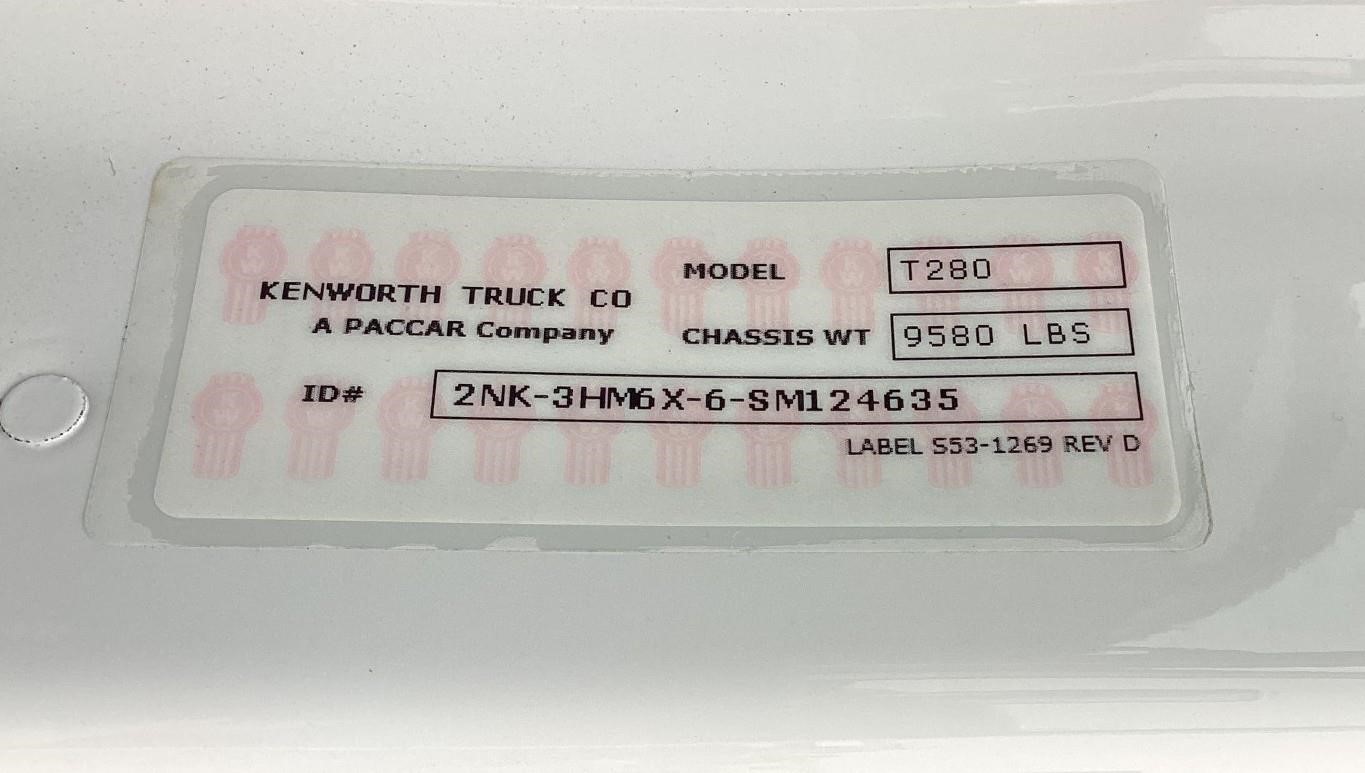 KENWORTH TRUCK CO
A PACCAR Company
MODEL T280
CHASSIS WT 9580 LBS
ID# 2NK-3HM6X-6-SM124635
LABEL S53-1269 REV D